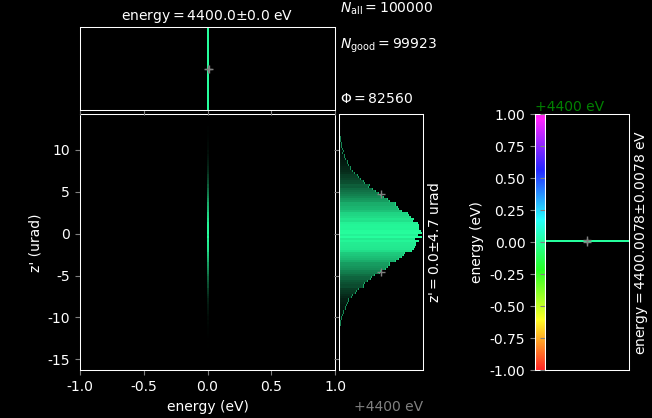 energy = 4400.0±0.0 eV
N_all = 100000
N_good = 99923
Φ = 82560
10
5
0
-5
-10
-15
z' (urad)
-1.0 -0.5 0.0 0.5 1.0
energy (eV)
+4400 eV
z' = 0.0±4.7 urad
+4400 eV
1.00
0.75
0.50
0.25
0.00
-0.25
-0.50
-0.75
-1.00
energy (eV)
energy = 4400.0078±0.0078 eV